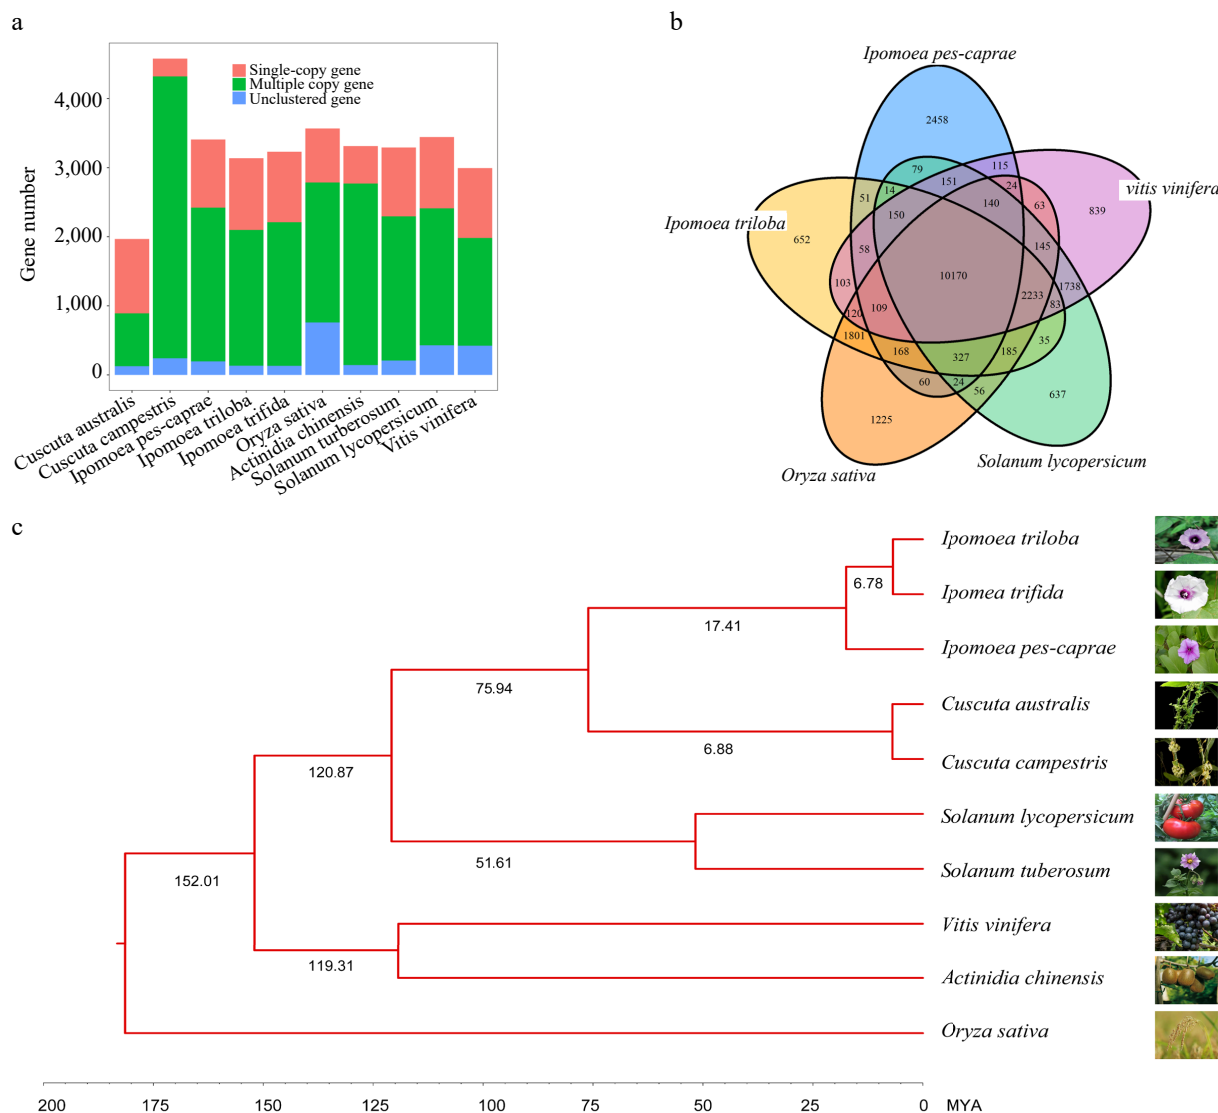 a
Single-copy gene
Multiple copy gene
Unclustered gene
Gene number
4,000
3,000
2,000
1,000
0
Cuscuta australis
Cuscuta campestris
Ipomoea pes-caprae
Ipomoea triloba
Ipomoea trifida
Oryza sativa
Actinidia chinensis
Solanum turberosum
Solanum lycopersicum
Vitis vinifera
b
Ipomoea pes-caprae
2458
79
115
vitis vinifera
51
14
151
24
63
839
150
140
Ipomoea triloba
652
58
145
10170
103
2233
1738
109
83
120
1801
168
327
185
35
60
24
56
637
1225
Oryza sativa
Solanum lycopersicum
c
Ipomoea triloba
6.78
Ipomea trifida
17.41
Ipomoea pes-caprae
75.94
Cuscuta australis
6.88
Cuscuta campestris
120.87
Solanum lycopersicum
51.61
Solanum tuberosum
152.01
Vitis vinifera
119.31
Actinidia chinensis
Oryza sativa
200 175 150 125 100 75 50 25 0 MYA